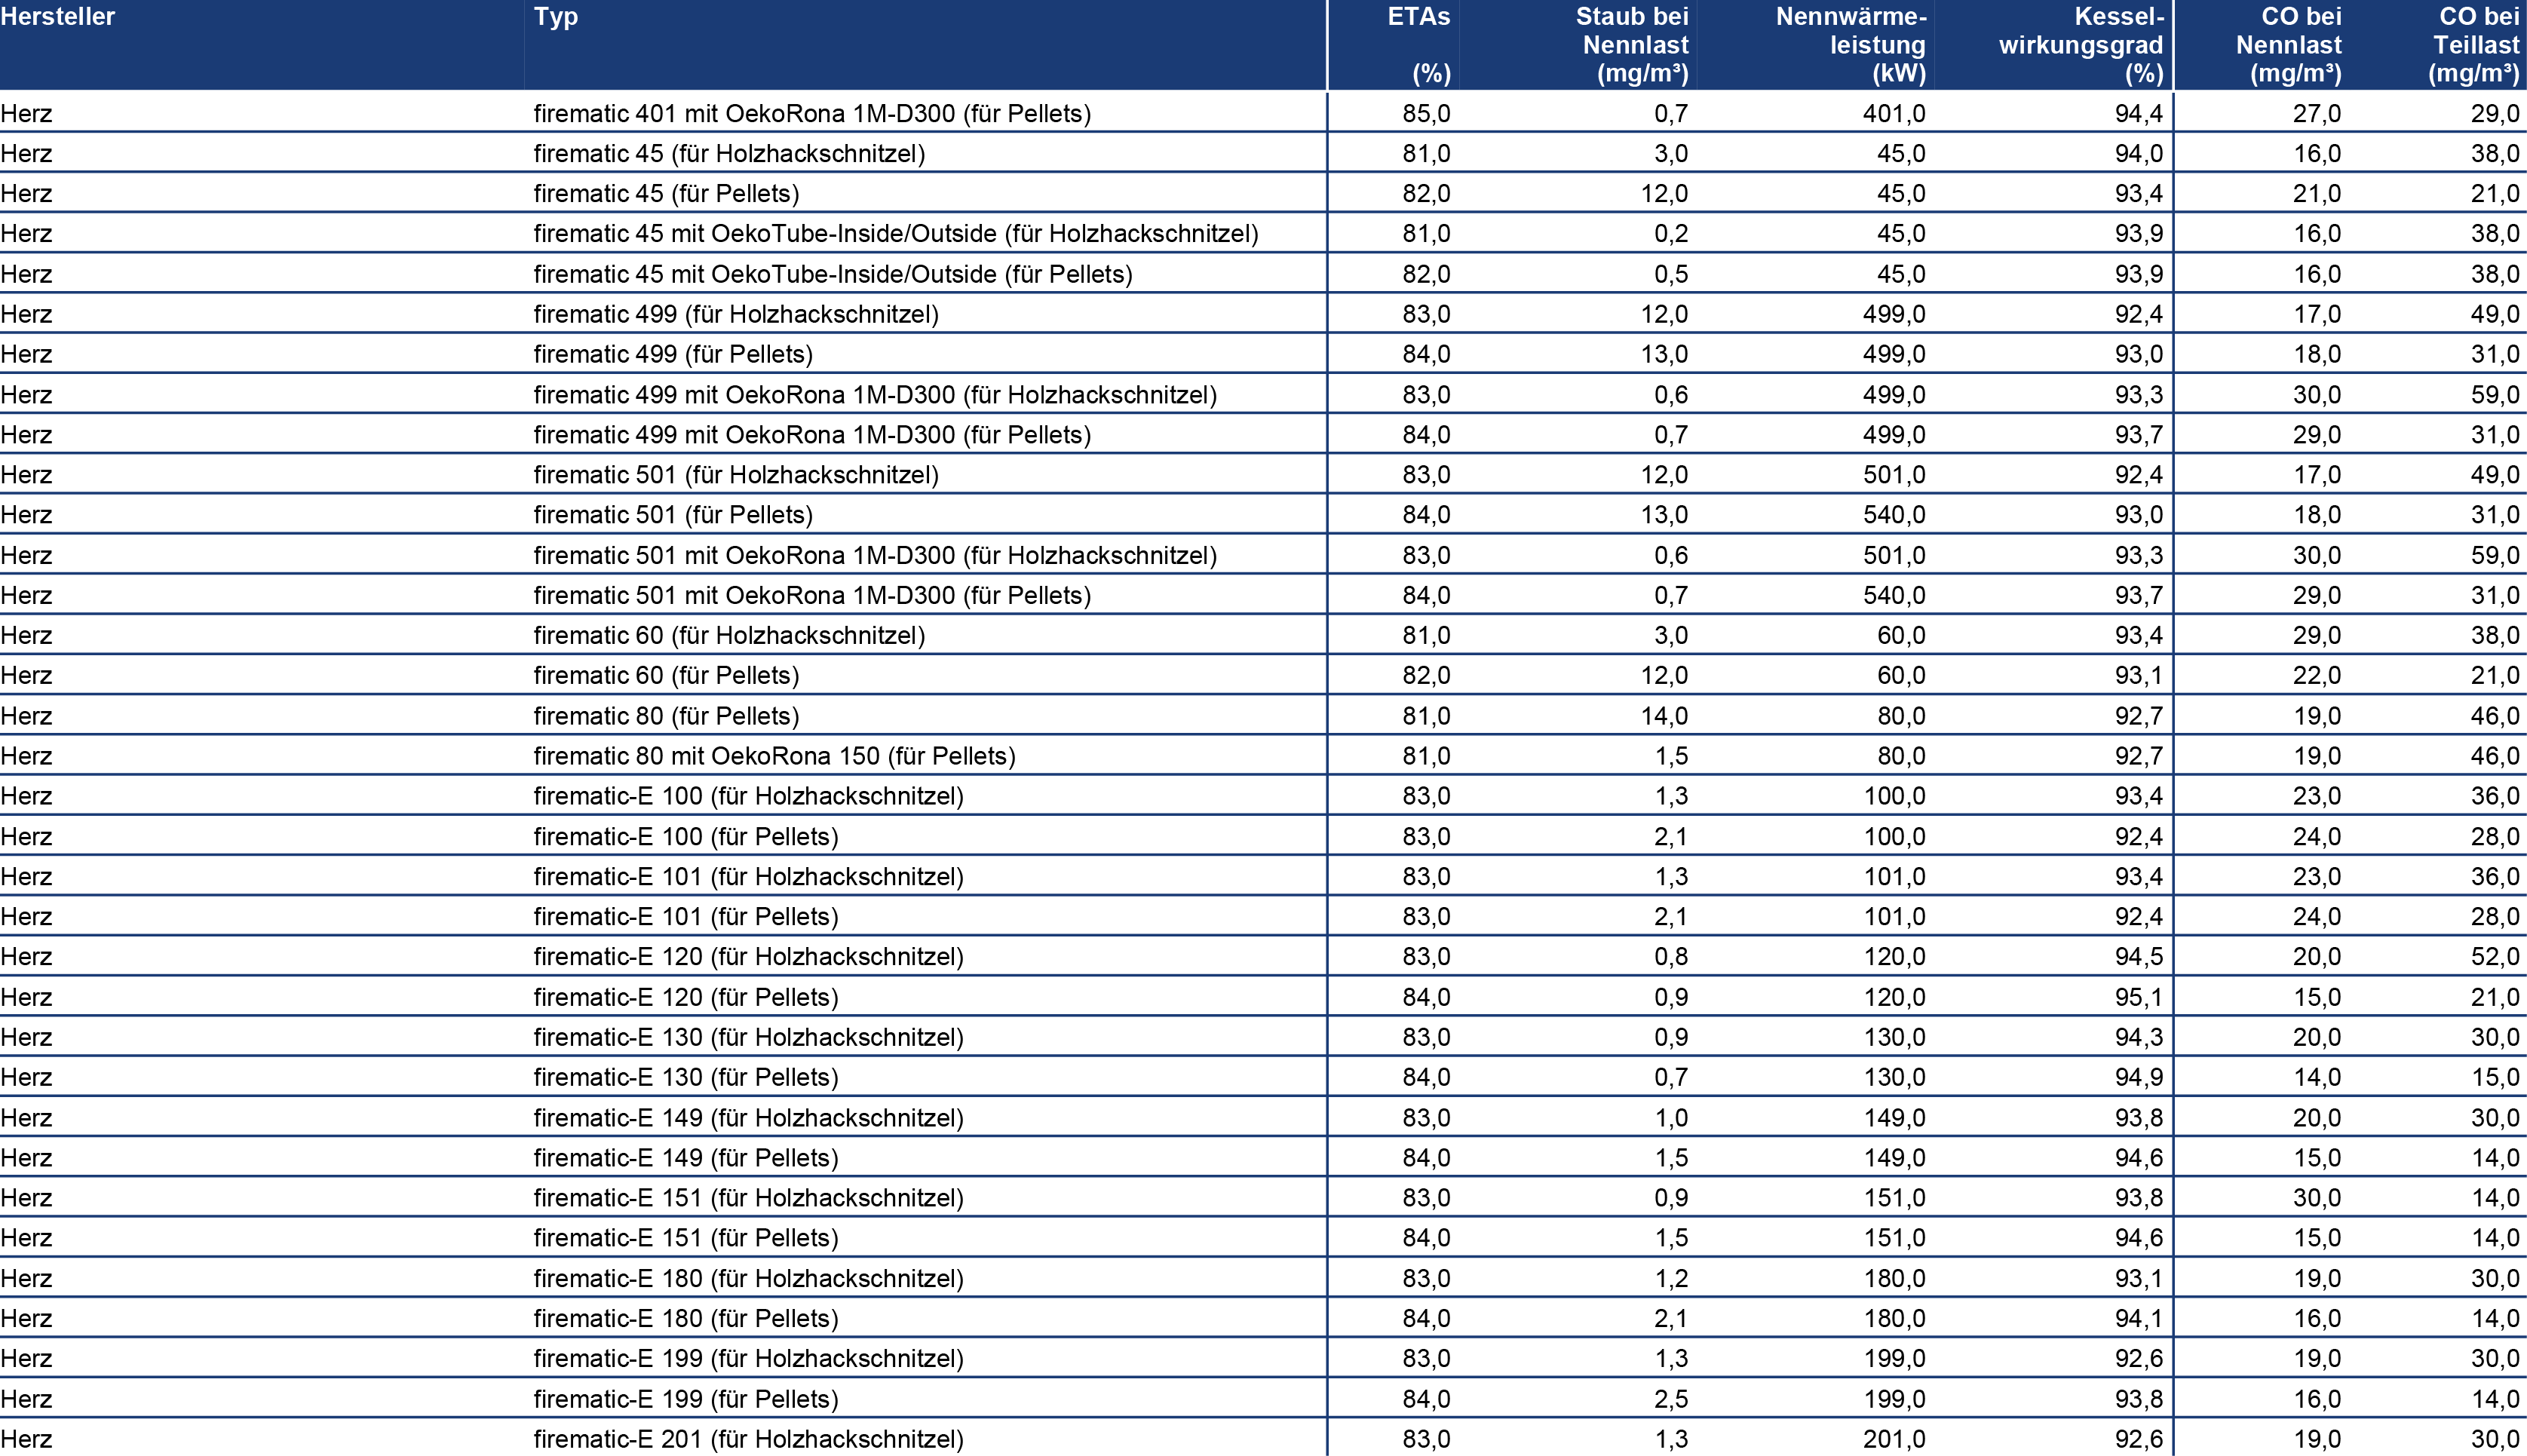 Hersteller Typ ETAs Staub bei Nennwärme- Kessel- CO bei CO bei
Nennlast leistung wirkungsgrad Nennlast Teillast
(%) (mg/m³) (kW) (%) (mg/m³) (mg/m³)
Herz firematic 401 mit OekoRona 1M-D300 (für Pellets) 85,0 0,7 401,0 94,4 27,0 29,0
Herz firematic 45 (für Holzhackschnitzel) 81,0 3,0 45,0 94,0 16,0 38,0
Herz firematic 45 (für Pellets) 82,0 12,0 45,0 93,4 21,0 21,0
Herz firematic 45 mit OekoTube-Inside/Outside (für Holzhackschnitzel) 81,0 0,2 45,0 93,9 16,0 38,0
Herz firematic 45 mit OekoTube-Inside/Outside (für Pellets) 82,0 0,5 45,0 93,9 16,0 38,0
Herz firematic 499 (für Holzhackschnitzel) 83,0 12,0 499,0 92,4 17,0 49,0
Herz firematic 499 (für Pellets) 84,0 13,0 499,0 93,0 18,0 31,0
Herz firematic 499 mit OekoRona 1M-D300 (für Holzhackschnitzel) 83,0 0,6 499,0 93,3 30,0 59,0
Herz firematic 499 mit OekoRona 1M-D300 (für Pellets) 84,0 0,7 499,0 93,7 29,0 31,0
Herz firematic 501 (für Holzhackschnitzel) 83,0 12,0 501,0 92,4 17,0 49,0
Herz firematic 501 (für Pellets) 84,0 13,0 540,0 93,0 18,0 31,0
Herz firematic 501 mit OekoRona 1M-D300 (für Holzhackschnitzel) 83,0 0,6 501,0 93,3 30,0 59,0
Herz firematic 501 mit OekoRona 1M-D300 (für Pellets) 84,0 0,7 540,0 93,7 29,0 31,0
Herz firematic 60 (für Holzhackschnitzel) 81,0 3,0 60,0 93,4 29,0 38,0
Herz firematic 60 (für Pellets) 82,0 12,0 60,0 93,1 22,0 21,0
Herz firematic 80 (für Pellets) 81,0 14,0 80,0 92,7 19,0 46,0
Herz firematic 80 mit OekoRona 150 (für Pellets) 81,0 1,5 80,0 92,7 19,0 46,0
Herz firematic-E 100 (für Holzhackschnitzel) 83,0 1,3 100,0 93,4 23,0 36,0
Herz firematic-E 100 (für Pellets) 83,0 2,1 100,0 92,4 24,0 28,0
Herz firematic-E 101 (für Holzhackschnitzel) 83,0 1,3 101,0 93,4 23,0 36,0
Herz firematic-E 101 (für Pellets) 83,0 2,1 101,0 92,4 24,0 28,0
Herz firematic-E 120 (für Holzhackschnitzel) 83,0 0,8 120,0 94,5 20,0 52,0
Herz firematic-E 120 (für Pellets) 84,0 0,9 120,0 95,1 15,0 21,0
Herz firematic-E 130 (für Holzhackschnitzel) 83,0 0,9 130,0 94,3 20,0 30,0
Herz firematic-E 130 (für Pellets) 84,0 0,7 130,0 94,9 14,0 15,0
Herz firematic-E 149 (für Holzhackschnitzel) 83,0 1,0 149,0 93,8 20,0 30,0
Herz firematic-E 149 (für Pellets) 84,0 1,5 149,0 94,6 15,0 14,0
Herz firematic-E 151 (für Holzhackschnitzel) 83,0 0,9 151,0 93,8 30,0 14,0
Herz firematic-E 151 (für Pellets) 84,0 1,5 151,0 94,6 15,0 14,0
Herz firematic-E 180 (für Holzhackschnitzel) 83,0 1,2 180,0 93,1 19,0 30,0
Herz firematic-E 180 (für Pellets) 84,0 2,1 180,0 94,1 16,0 14,0
Herz firematic-E 199 (für Holzhackschnitzel) 83,0 1,3 199,0 92,6 19,0 30,0
Herz firematic-E 199 (für Pellets) 84,0 2,5 199,0 93,8 16,0 14,0
Herz firematic-E 201 (für Holzhackschnitzel) 83,0 1,3 201,0 92,6 19,0 30,0